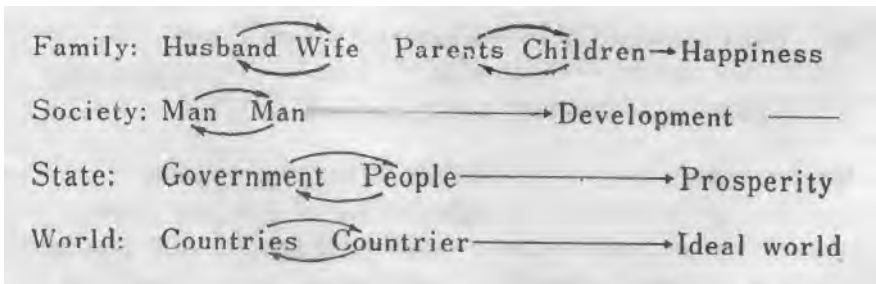 Family: Husband Wife Parents Children→Happiness
Society: Man Man→Development
State: Government People→Prosperity
World: Countries Countrier→Ideal world